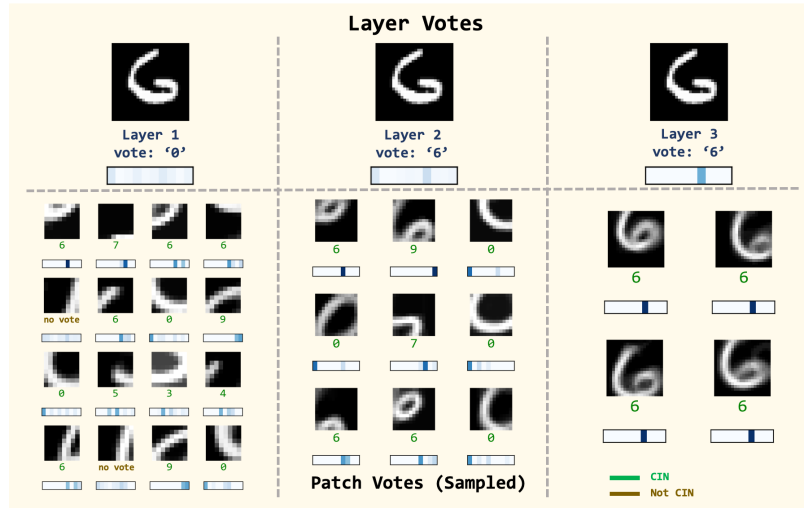 Layer Votes
Layer 1
vote: ‘0’
Layer 2
vote: ‘6’
Layer 3
vote: ‘6’
6 7 6 6
no vote 6 0 9
0 5 3 4
6 no vote 9 0
6 9 0
0 7 0
6 6 0
6 6
6 6
Patch Votes (Sampled)
CIN
Not CIN